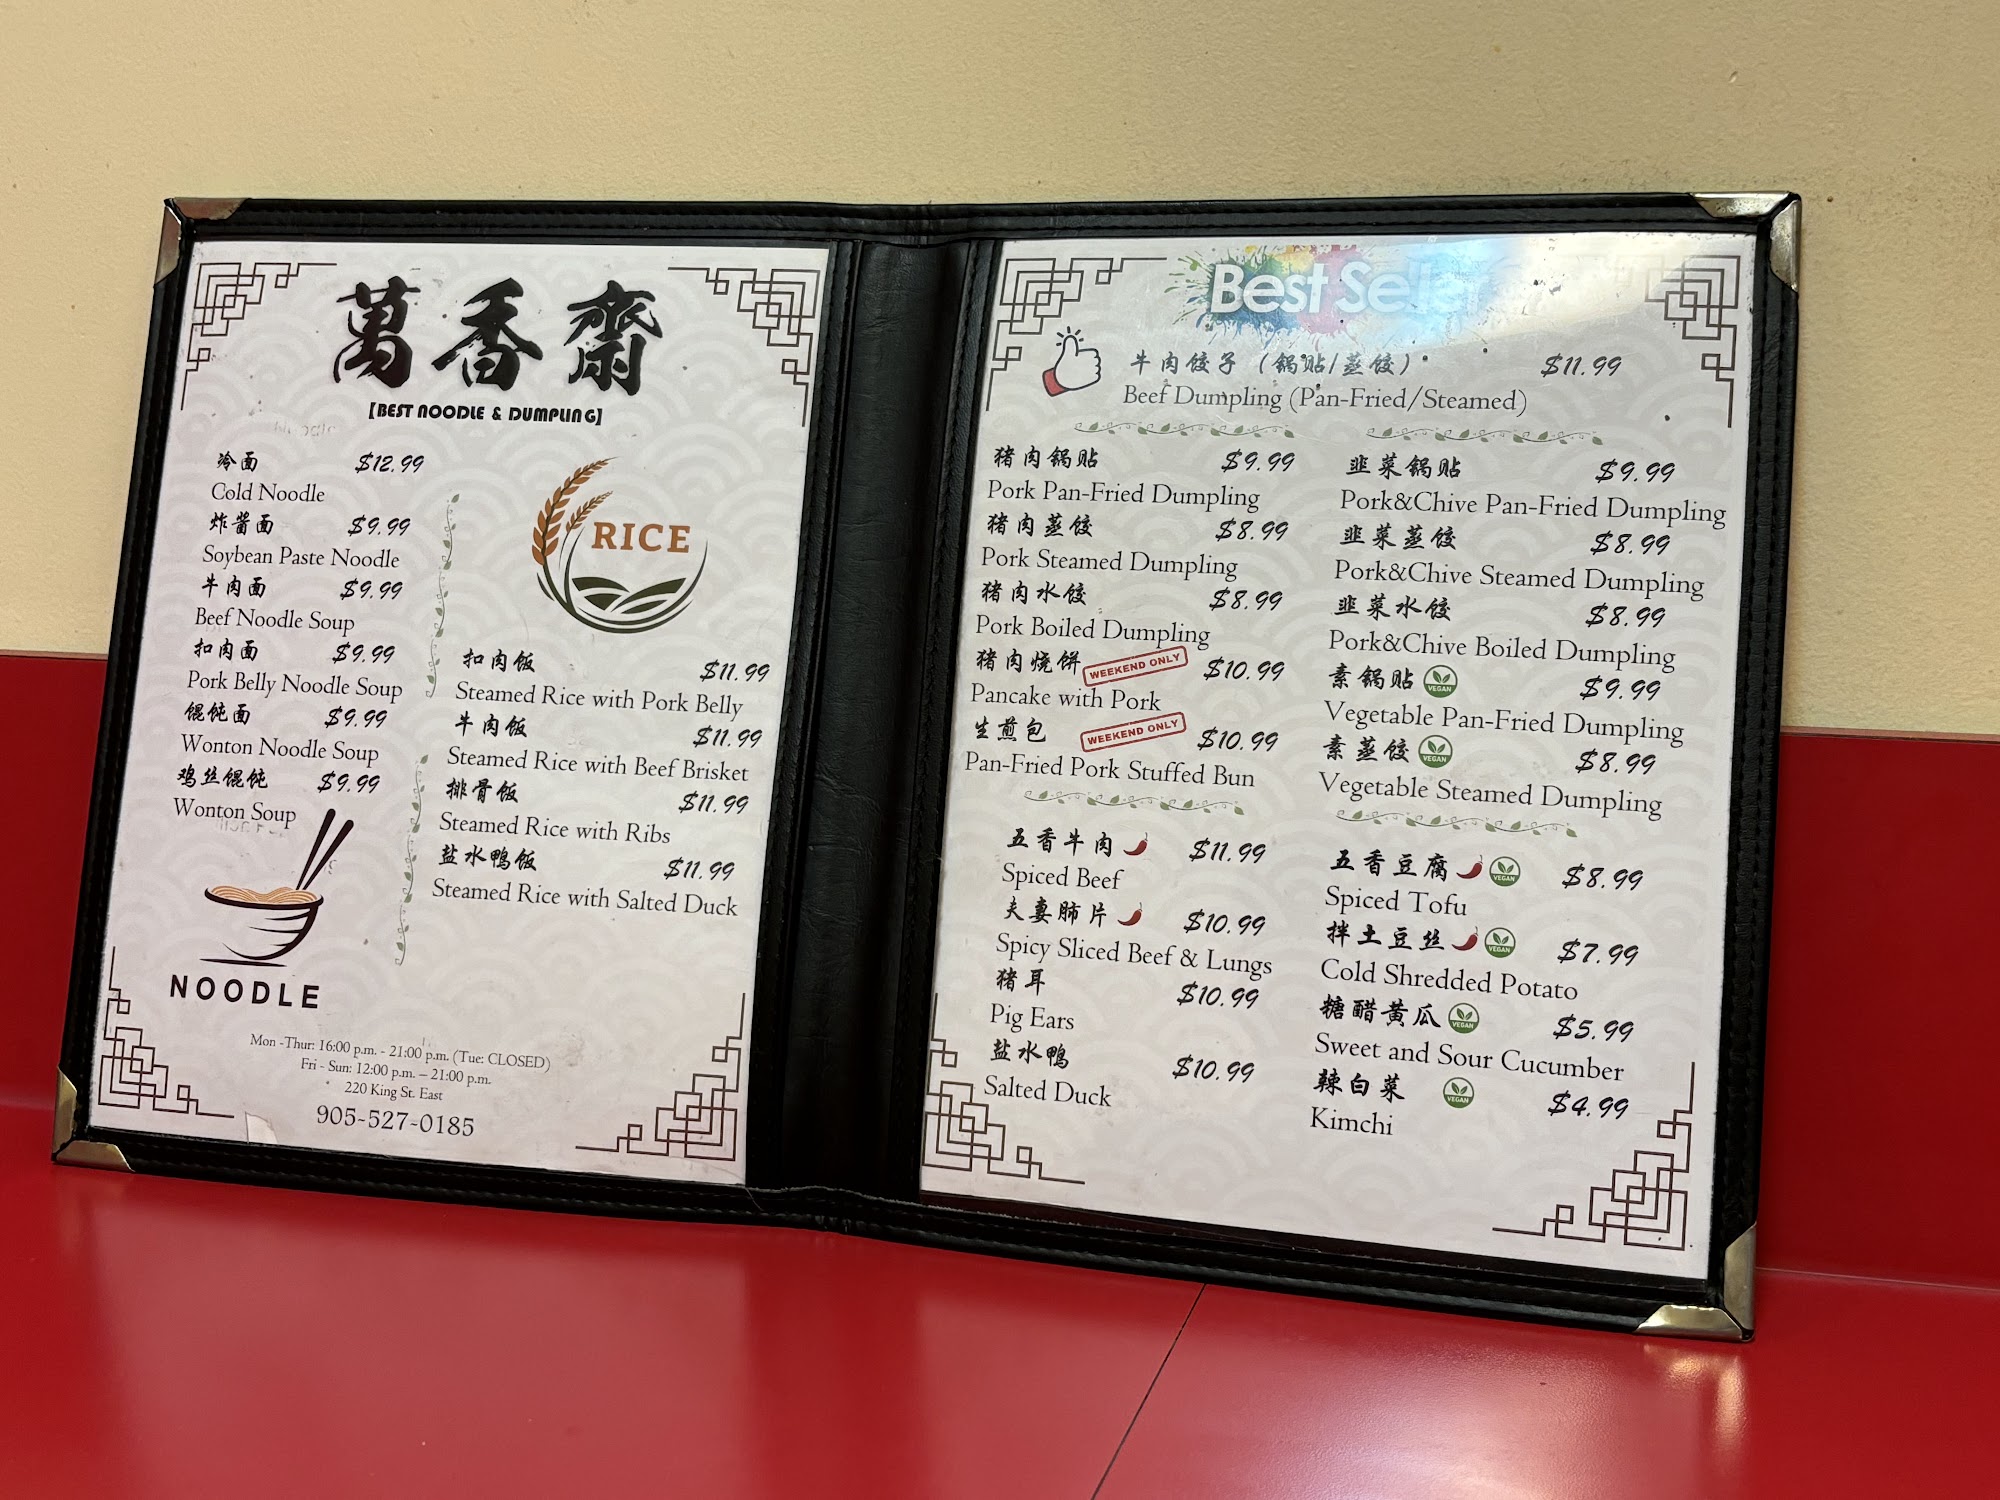 萬香齋
【BEST NOODLE & DUMPLING】
冷面 $12.99
Cold Noodle
炸酱面 $9.99
Soybean Paste Noodle
牛肉面 $9.99
Beef Noodle Soup
扣肉面 $9.99
Pork Belly Noodle Soup
馄饨面 $9.99
Wonton Noodle Soup
鸡丝馄饨 $9.99
Wonton Soup
NOODLE
RICE
扣肉饭 $11.99
Steamed Rice with Pork Belly
牛肉饭 $11.99
Steamed Rice with Beef Brisket
排骨饭 $11.99
Steamed Rice with Ribs
盐水鸭饭 $11.99
Steamed Rice with Salted Duck
Mon -Thur: 16:00 p.m. - 21:00 p.m. (Tue: CLOSED)
Fri - Sun: 12:00 p.m. – 21:00 p.m.
220 King St. East
905-527-0185
Best Seller
牛肉饺子（锅贴/蒸饺） $11.99
Beef Dumpling (Pan-Fried/Steamed)
猪肉锅贴 $9.99
Pork Pan-Fried Dumpling
猪肉蒸饺 $8.99
Pork Steamed Dumpling
猪肉水饺 $8.99
Pork Boiled Dumpling
猪肉烧饼 WEEKEND ONLY $10.99
Pancake with Pork
生煎包 WEEKEND ONLY $10.99
Pan-Fried Pork Stuffed Bun
韭菜锅贴 $9.99
Pork&Chive Pan-Fried Dumpling
韭菜蒸饺 $8.99
Pork&Chive Steamed Dumpling
韭菜水饺 $8.99
Pork&Chive Boiled Dumpling
素锅贴 VEGAN $9.99
Vegetable Pan-Fried Dumpling
素蒸饺 VEGAN $8.99
Vegetable Steamed Dumpling
五香牛肉 $11.99
Spiced Beef
夫妻肺片 $10.99
Spicy Sliced Beef & Lungs
猪耳 $10.99
Pig Ears
盐水鸭 $10.99
Salted Duck
五香豆腐 VEGAN $8.99
Spiced Tofu
拌土豆丝 VEGAN $7.99
Cold Shredded Potato
糖醋黄瓜 VEGAN $5.99
Sweet and Sour Cucumber
辣白菜 VEGAN $4.99
Kimchi